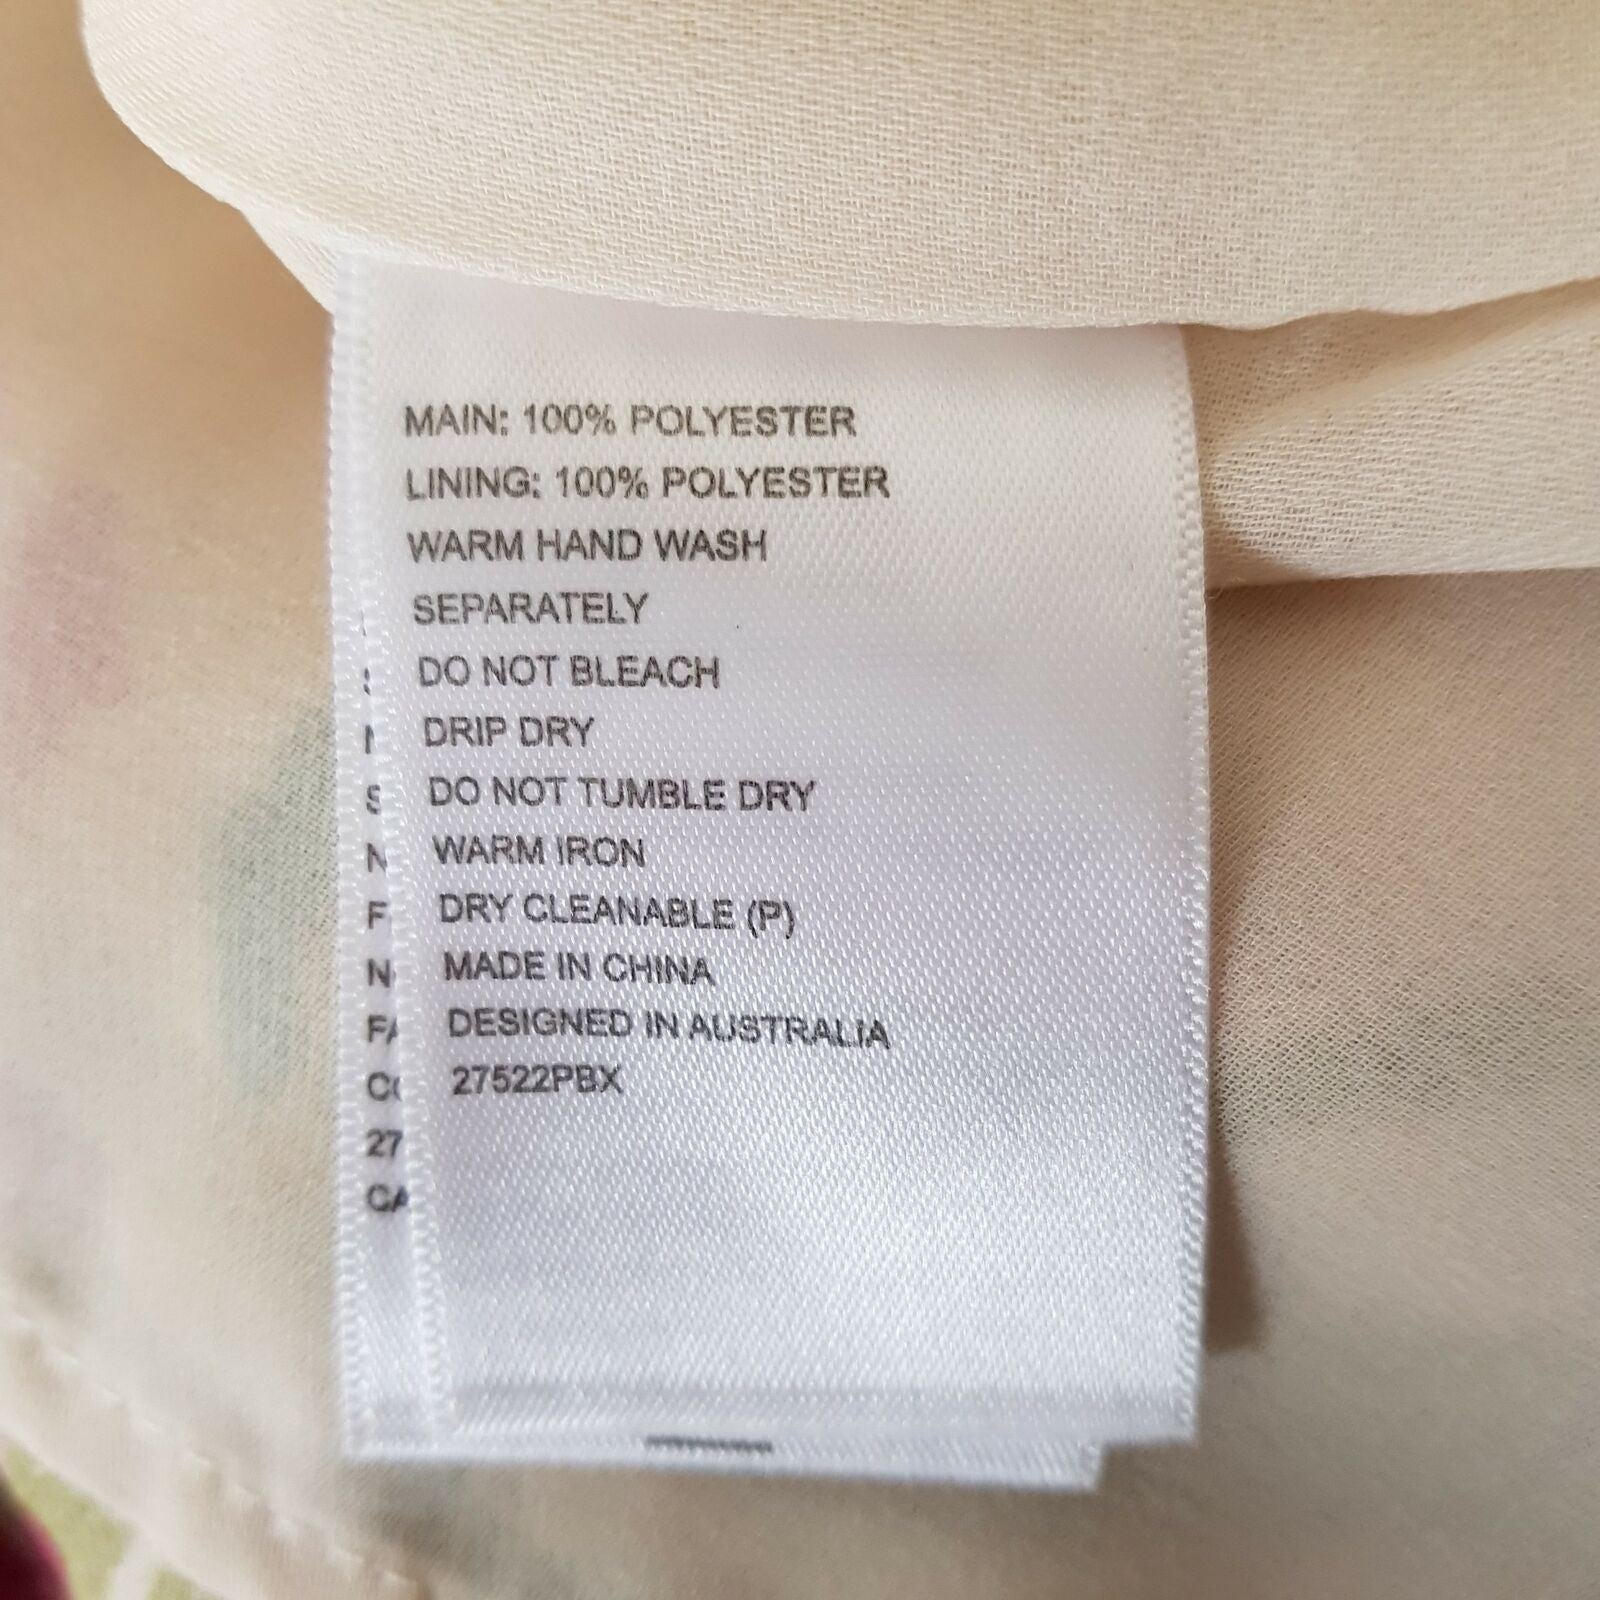 MAIN: 100% POLYESTER
LINING: 100% POLYESTER
WARM HAND WASH
SEPARATELY
DO NOT BLEACH
DRIP DRY
DO NOT TUMBLE DRY
WARM IRON
DRY CLEANABLE (P)
MADE IN CHINA
DESIGNED IN AUSTRALIA
27522PBX